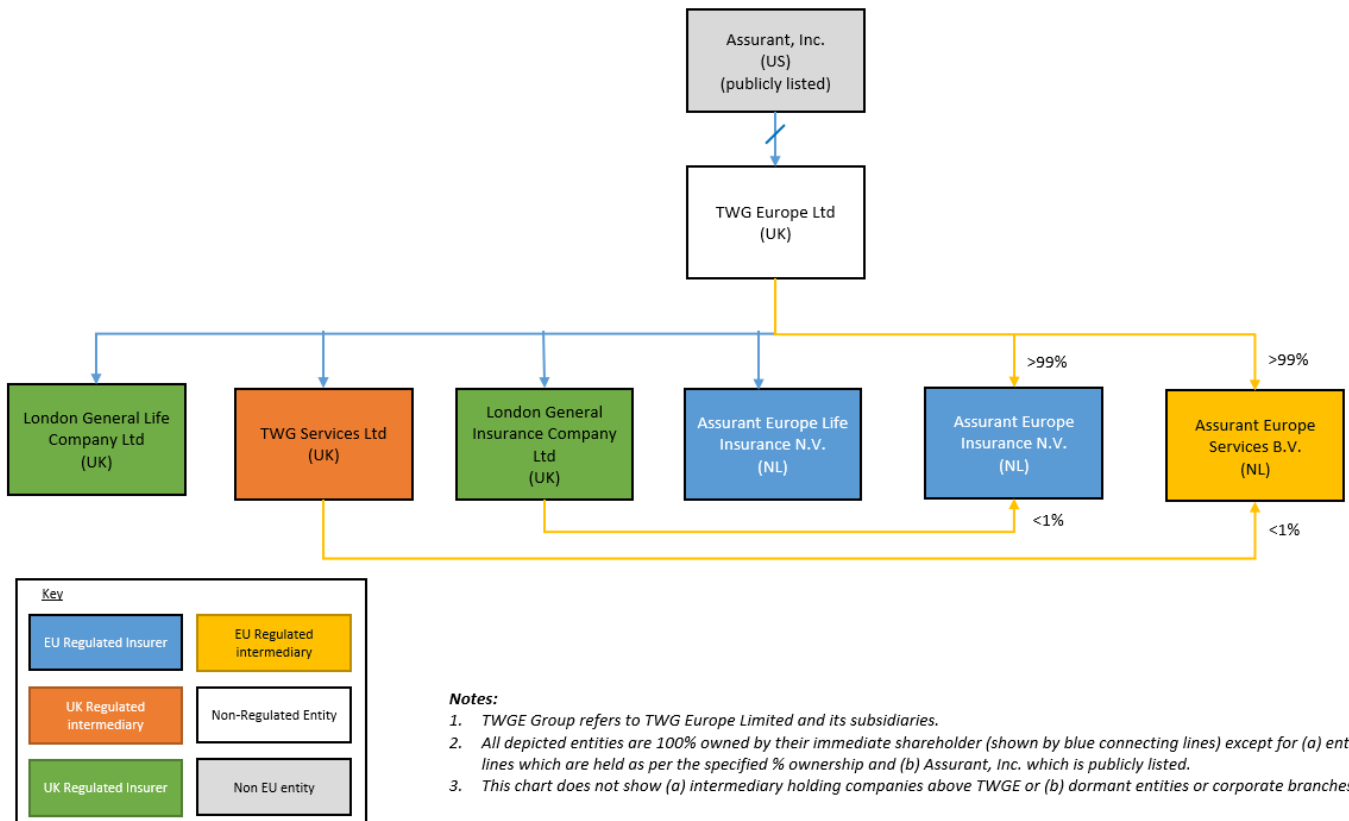 Assurant, Inc.
(US)
(publicly listed)
TWG Europe Ltd
(UK)
>99%
>99%
London General Life
Company Ltd
(UK)
TWG Services Ltd
(UK)
London General
Insurance Company
Ltd
(UK)
Assurant Europe Life
Insurance N.V.
(NL)
Assurant Europe
Insurance N.V.
(NL)
Assurant Europe
Services B.V.
(NL)
<1%
<1%
Key
EU Regulated Insurer
EU Regulated
intermediary
UK Regulated
intermediary
Non-Regulated Entity
UK Regulated Insurer
Non EU entity
Notes:
1. TWGE Group refers to TWG Europe Limited and its subsidiaries.
2. All depicted entities are 100% owned by their immediate shareholder (shown by blue connecting lines) except for (a) ent
lines which are held as per the specified % ownership and (b) Assurant, Inc. which is publicly listed.
3. This chart does not show (a) intermediary holding companies above TWGE or (b) dormant entities or corporate branches